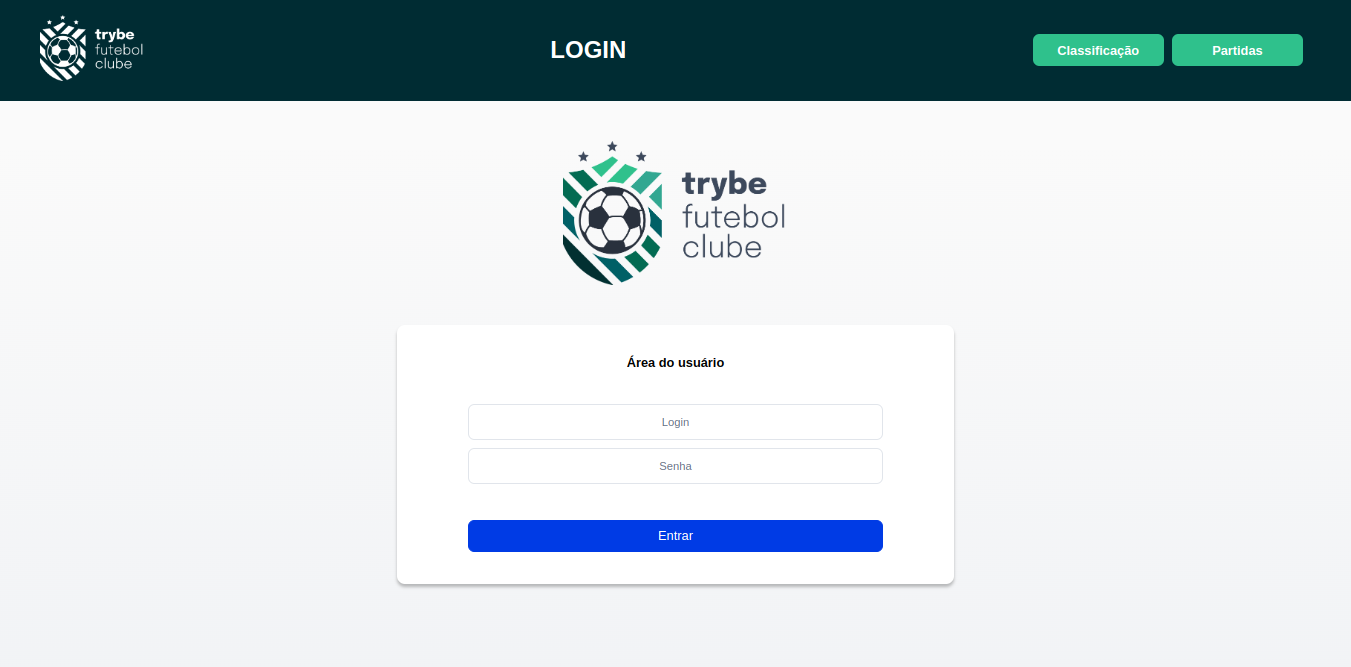 trybe
futebol
clube
LOGIN
Classificação
Partidas
trybe
futebol
clube
Área do usuário
Login
Senha
Entrar